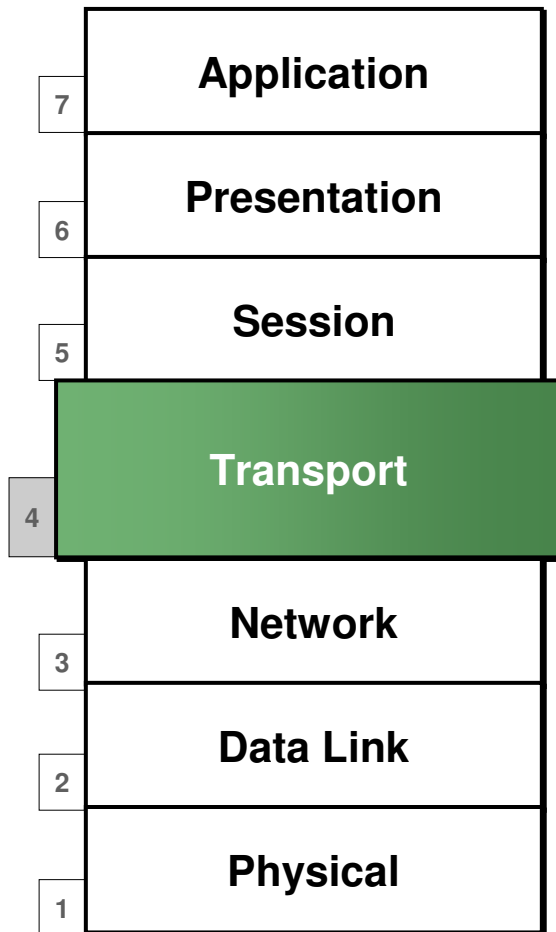 Application
7
Presentation
6
Session
5
Transport
4
Network
3
Data Link
2
Physical
1